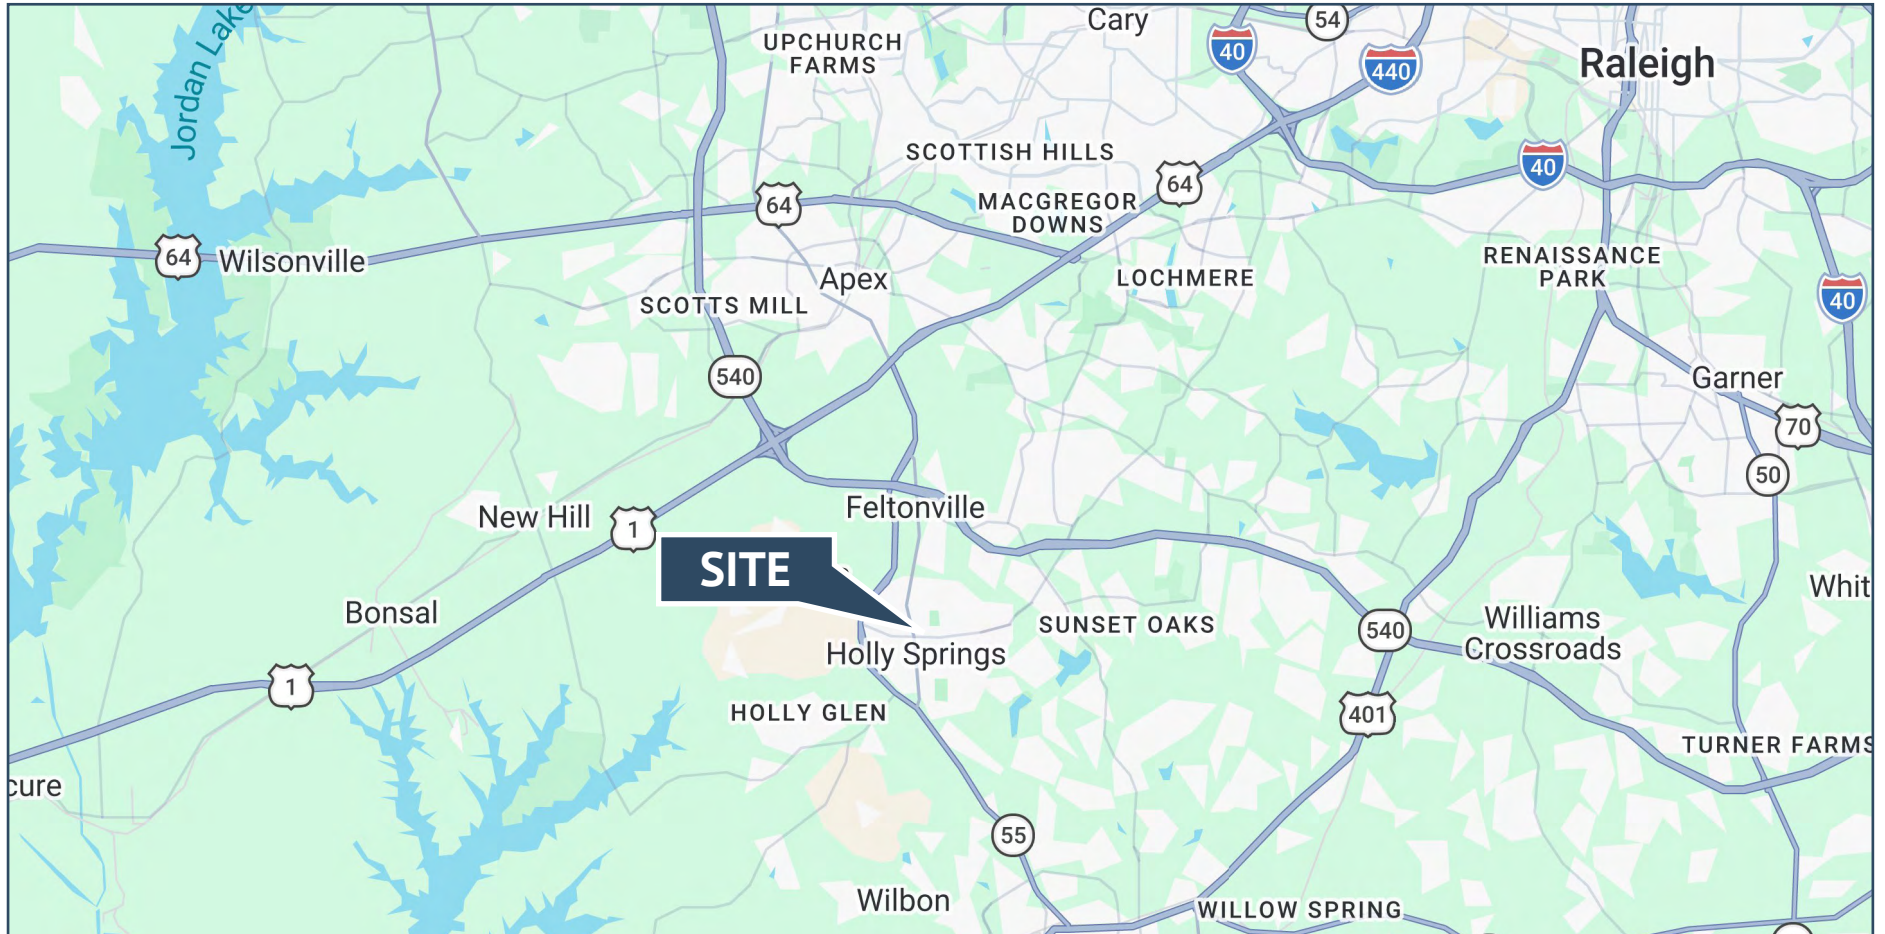 Jordan Lake
Cary
54
UPCHURCH
FARMS
40
440
Raleigh
SCOTTISH HILLS
40
64
64
MACGREGOR
DOWNS
64
Wilsonville
Apex
LOCHMERE
RENAISSANCE
PARK
SCOTTS MILL
40
540
Garner
70
50
New Hill
1
Feltonville
SITE
Whit
Bonsal
SUNSET OAKS
540
Williams
Crossroads
Holly Springs
1
HOLLY GLEN
401
TURNER FARMS
cure
55
Wilbon
WILLOW SPRING